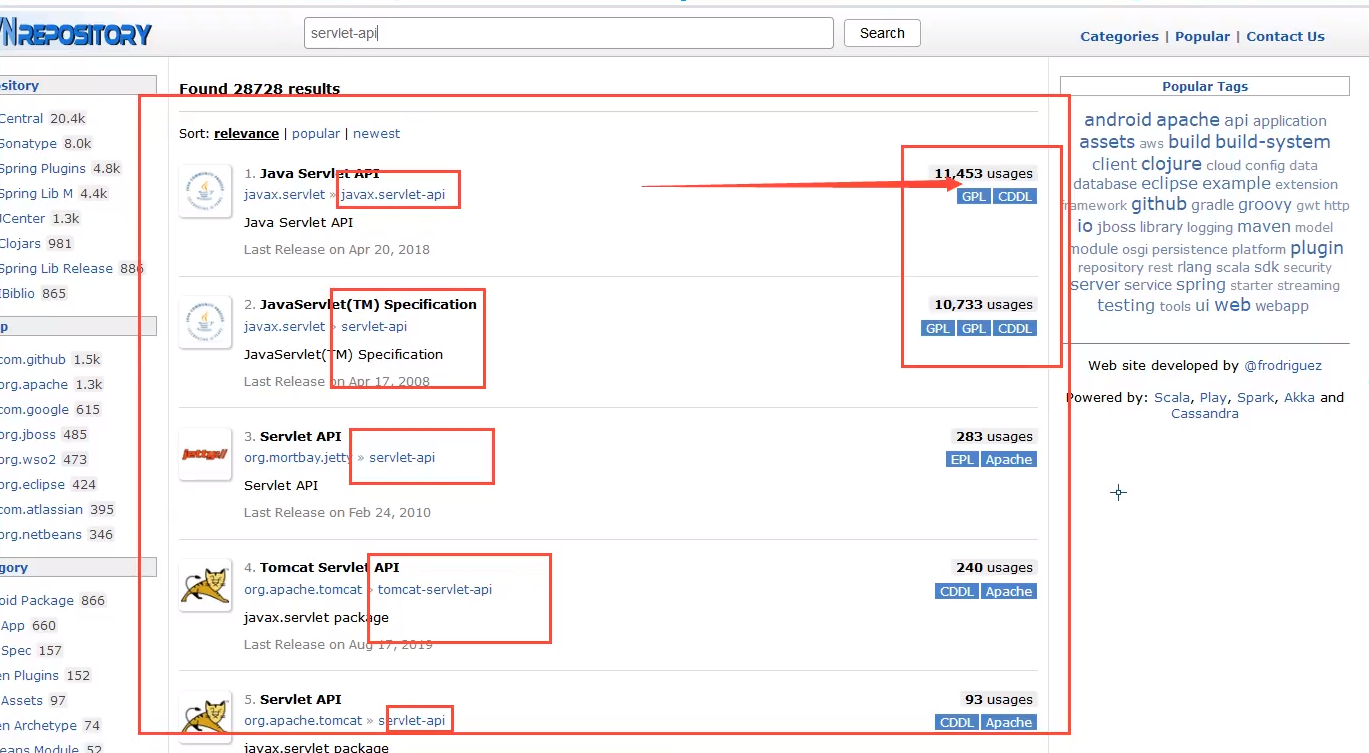 VNREPOSITORY
servlet-api
Search
Categories | Popular | Contact Us
sitory
Central 20.4k
Sonatype 8.0k
Spring Plugins 4.8k
Spring Lib M 4.4k
JCenter 1.3k
Clojars 981
Spring Lib Release 886
IBiblio 865
p
com.github 1.5k
org.apache 1.3k
com.google 615
org.jboss 485
org.wso2 473
org.eclipse 424
com.atlassian 395
org.netbeans 346
gory
oid Package 866
App 660
Spec 157
en Plugins 152
Assets 97
en Archetype 74
eans Module 52
Found 28728 results
Sort: relevance | popular | newest
1. Java Servlet API
11,453 usages
javax.servlet » javax.servlet-api
GPL CDDL
Java Servlet API
Last Release on Apr 20, 2018
2. JavaServlet(TM) Specification
10,733 usages
javax.servlet » servlet-api
GPL GPL CDDL
JavaServlet(TM) Specification
Last Release on Apr 17, 2008
3. Servlet API
283 usages
jetty://
org.mortbay.jetty » servlet-api
EPL Apache
Servlet API
Last Release on Feb 24, 2010
4. Tomcat Servlet API
240 usages
org.apache.tomcat » tomcat-servlet-api
CDDL Apache
javax.servlet package
Last Release on Aug 17, 2019
5. Servlet API
93 usages
org.apache.tomcat » servlet-api
CDDL Apache
javax.servlet package
Popular Tags
android apache api application
assets aws build build-system
client clojure cloud config data
database eclipse example extension
framework github gradle groovy gwt http
io jboss library logging maven model
module osgi persistence platform plugin
repository rest rlang scala sdk security
server service spring starter streaming
testing tools ui web webapp
Web site developed by @frodriguez
Powered by: Scala, Play, Spark, Akka and
Cassandra